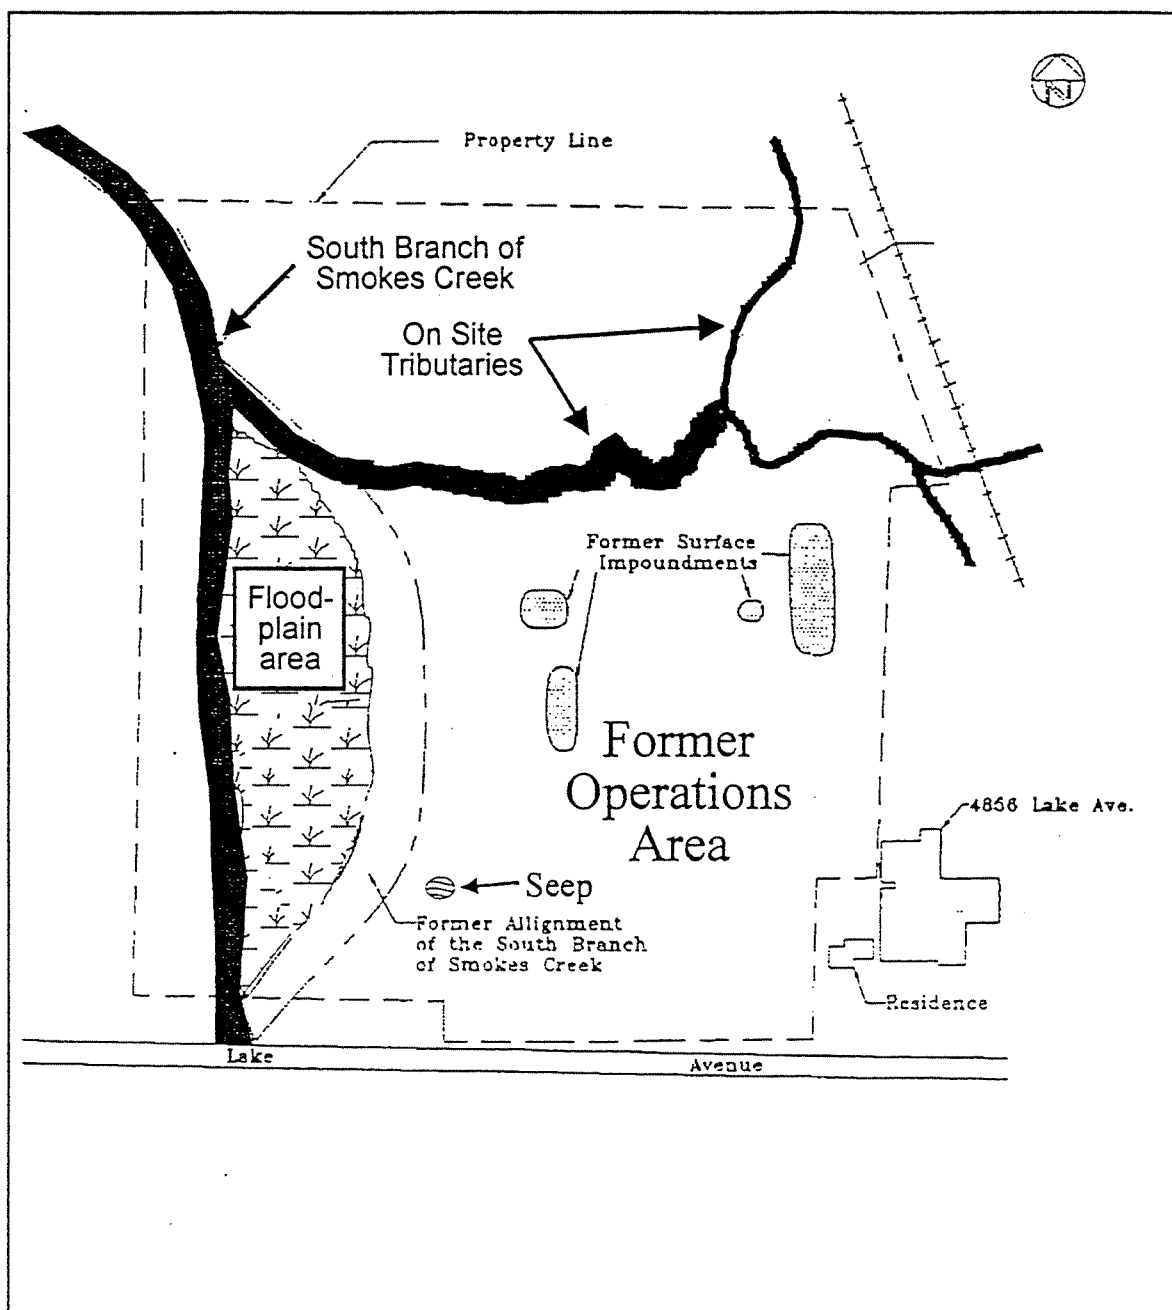 N
Property Line
South Branch of
Smokes Creek
On Site
Tributaries
Former Surface
Impoundments
Flood-
plain
area
Former
Operations
Area
4856 Lake Ave.
Seep
Former Allignment
of the South Branch
of Smokes Creek
Residence
Lake Avenue